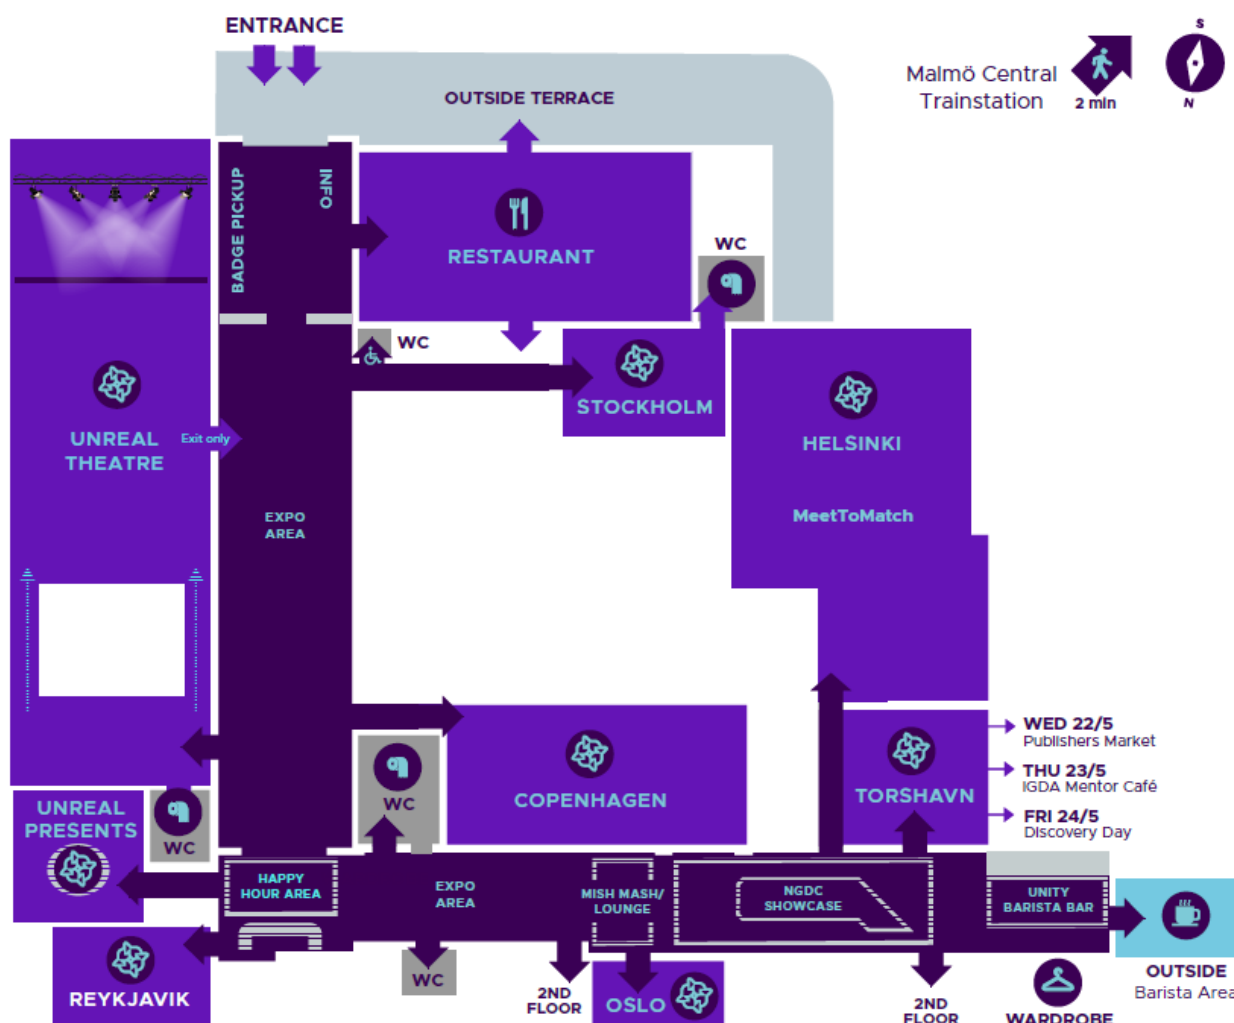 ENTRANCE
OUTSIDE TERRACE
Malmö Central
Trainstation
2 min
S
N
BADGE PICKUP
INFO
RESTAURANT
WC
WC
STOCKHOLM
HELSINKI
MeetToMatch
UNREAL
THEATRE
Exit only
EXPO
AREA
COPENHAGEN
WC
TORSHAVN
WED 22/5
Publishers Market
THU 23/5
IGDA Mentor Café
FRI 24/5
Discovery Day
UNREAL
PRESENTS
WC
HAPPY
HOUR AREA
EXPO
AREA
MISH MASH/
LOUNGE
NGDC
SHOWCASE
UNITY
BARISTA BAR
OUTSIDE
Barista Area
REYKJAVIK
WC
2ND
FLOOR
OSLO
2ND
FLOOR
WARDROBE